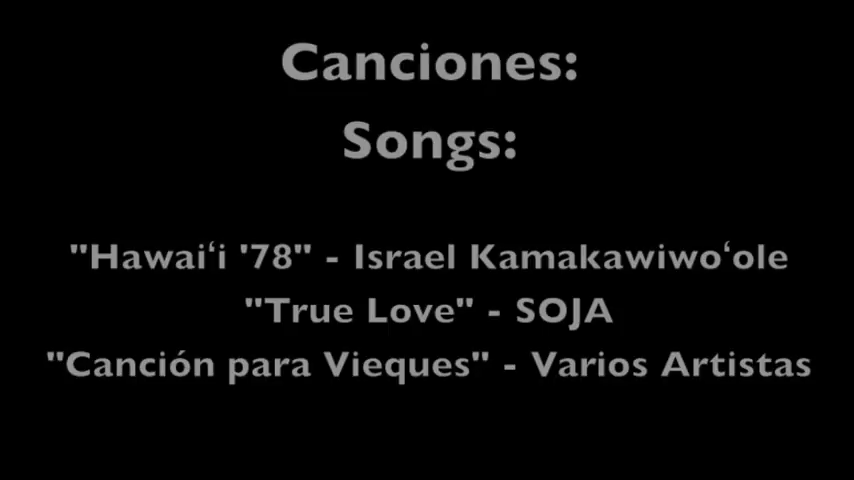 Canciones:
Songs:
"Hawaiʻi '78" - Israel Kamakawiwoʻole
"True Love" - SOJA
"Canción para Vieques" - Varios Artistas